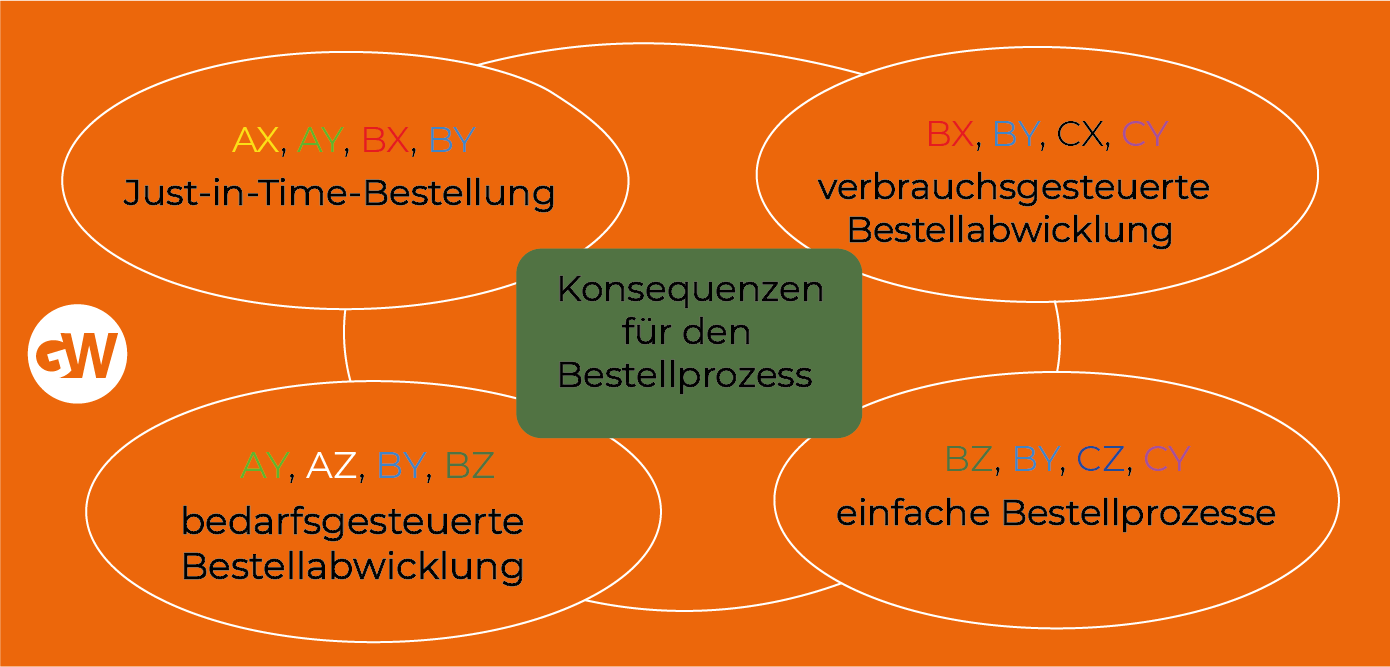 AX, AY, BX, BY
Just-in-Time-Bestellung
BX, BY, CX, CY
verbrauchsgesteuerte
Bestellabwicklung
Konsequenzen
für den
Bestellprozess
GW
AY, AZ, BY, BZ
bedarfsgesteuerte
Bestellabwicklung
BZ, BY, CZ, CY
einfache Bestellprozesse